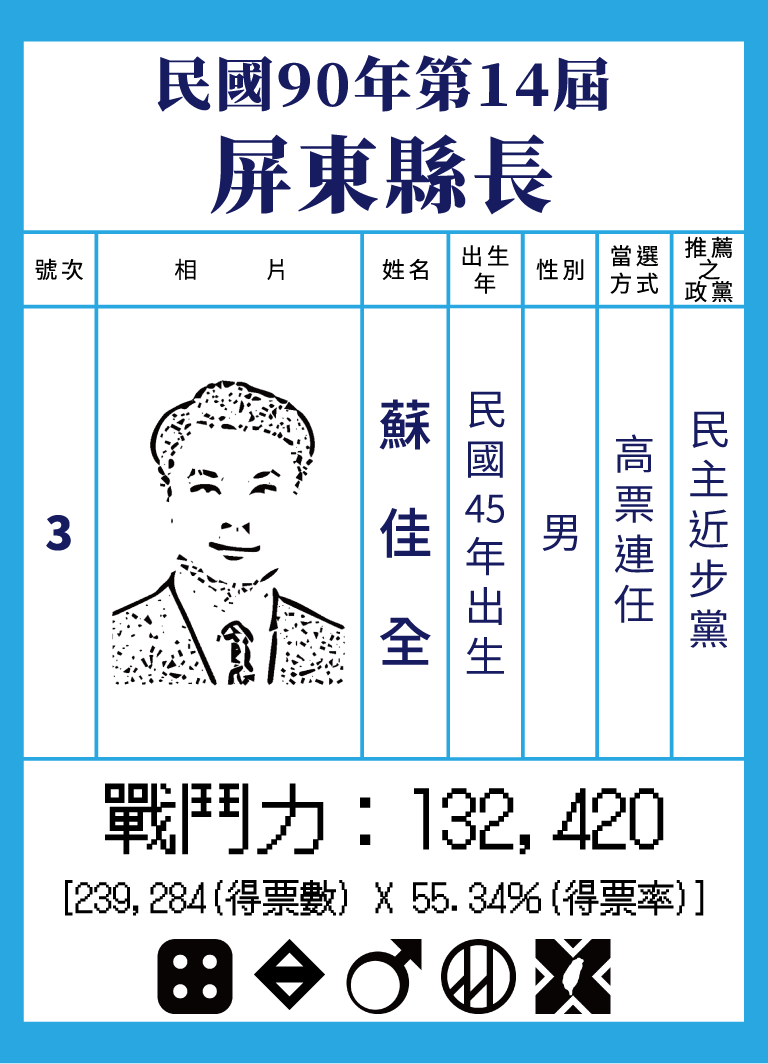 民國90年第14屆
屏東縣長
號次
相 片
姓名
出生年
性別
當選方式
推薦之政黨
3
蘇佳全
民國45年出生
男
高票連任
民主近步黨
戰鬥力：132,420
[239,284(得票數) X 55.34%(得票率)]